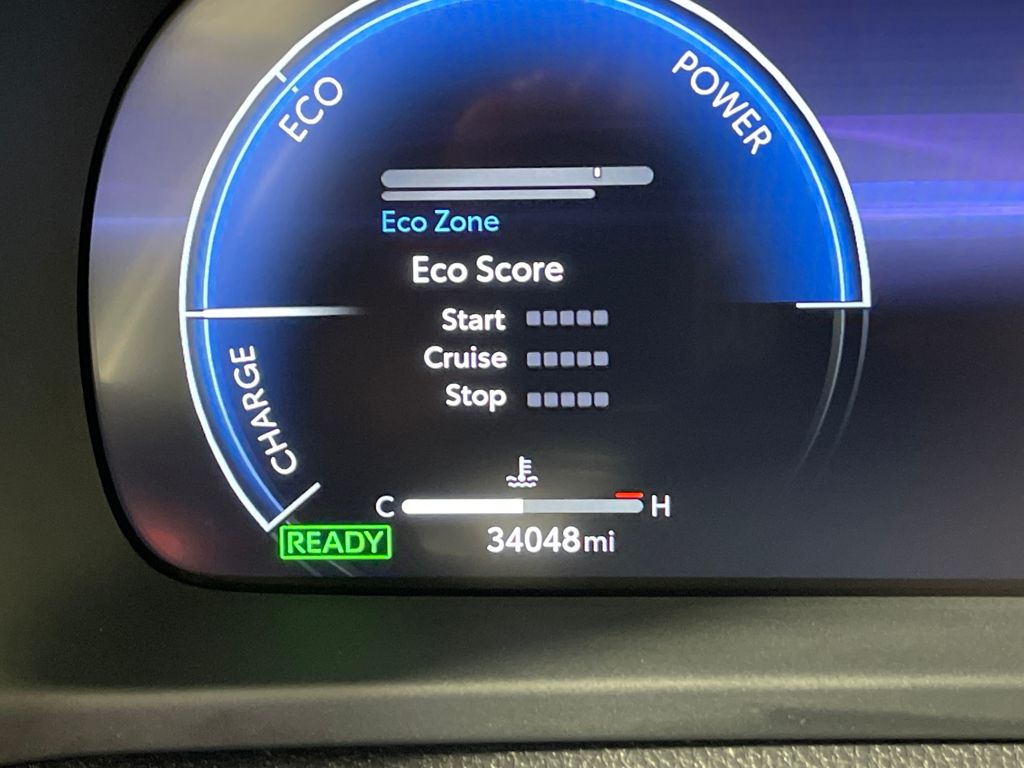 ECO
POWER
Eco Zone
Eco Score
Start
Cruise
Stop
CHARGE
C H
READY
34048mi